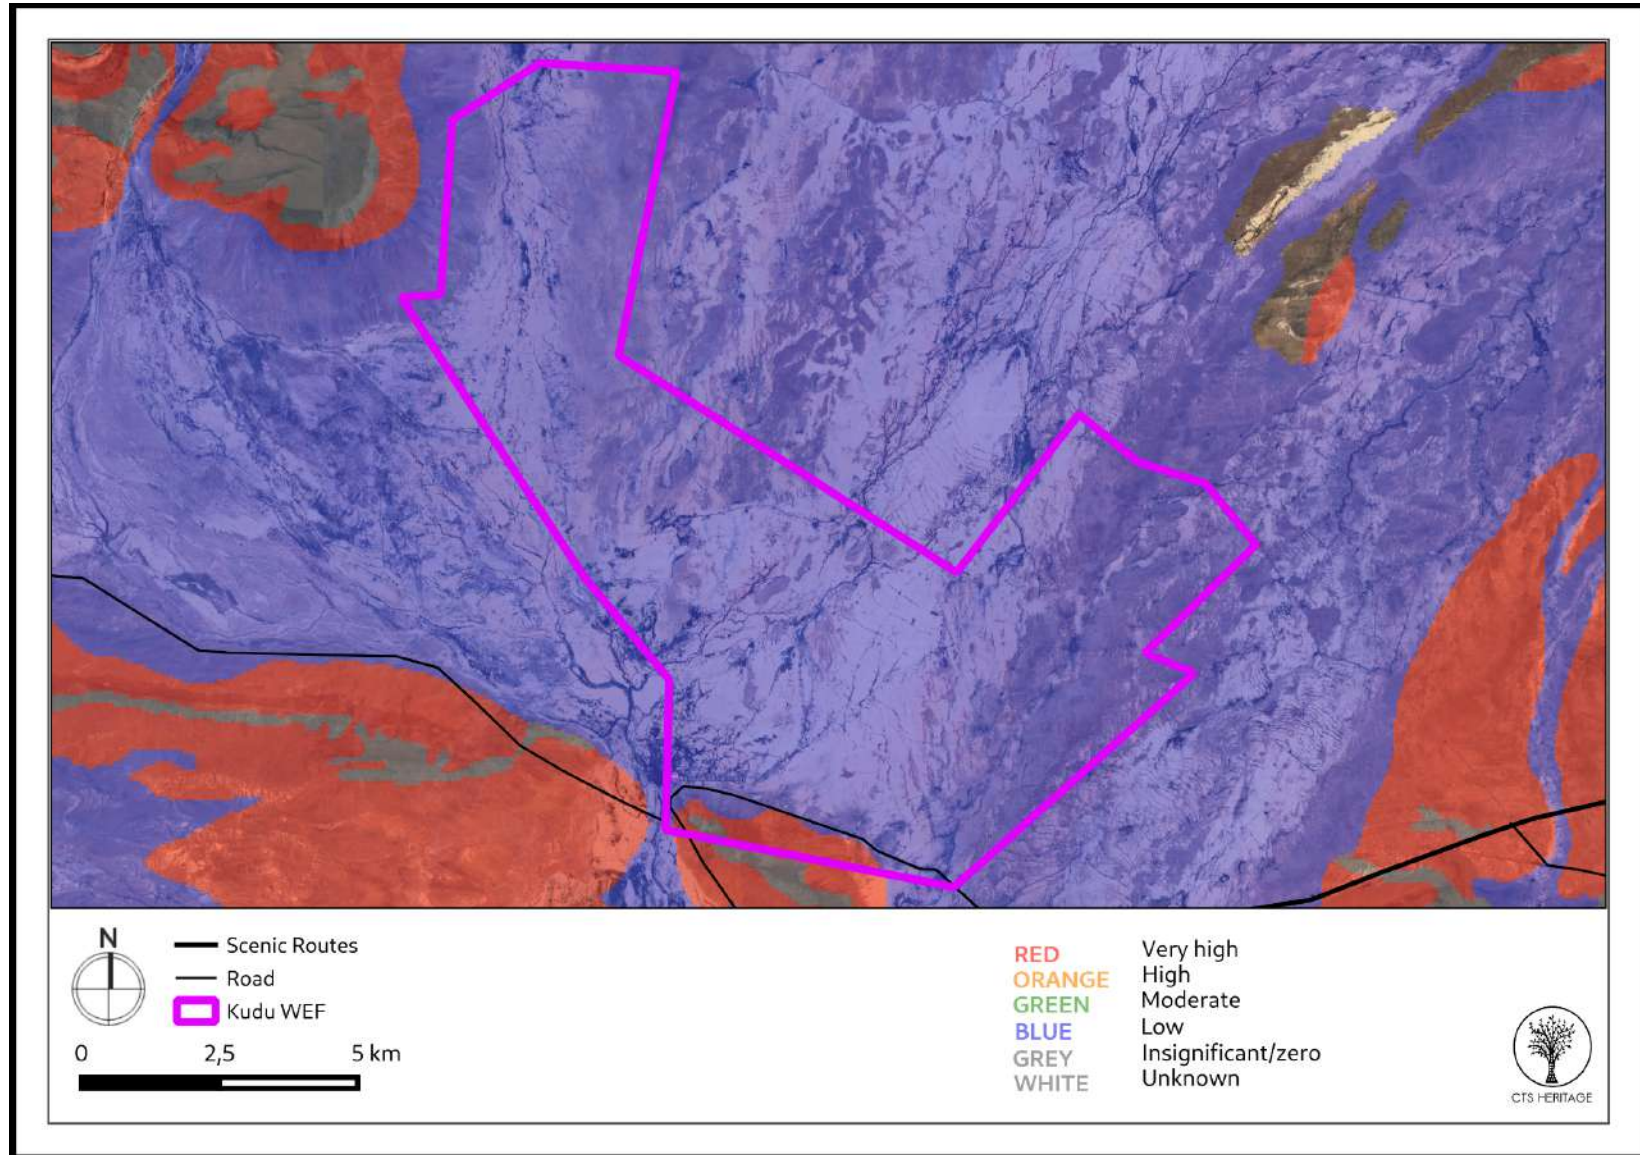 N
Scenic Routes
Road
Kudu WEF
0 2,5 5 km
RED Very high
ORANGE High
GREEN Moderate
BLUE Low
GREY Insignificant/zero
WHITE Unknown
CTS HERITAGE